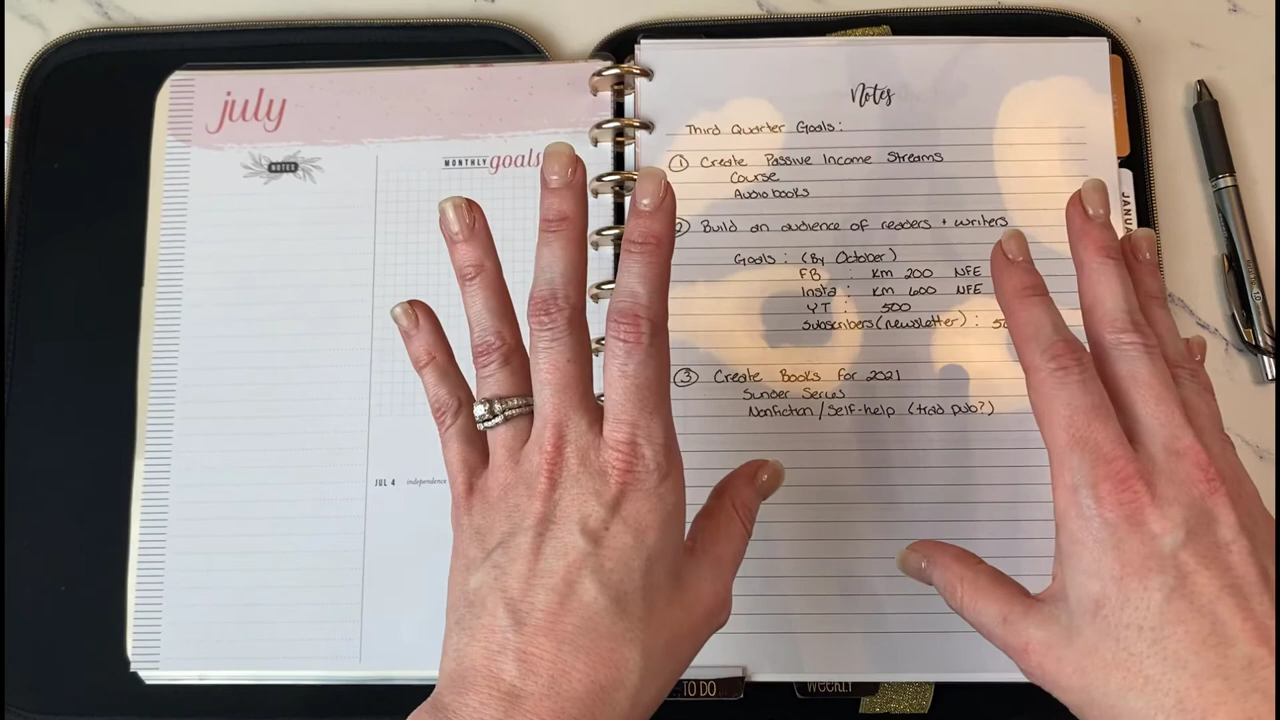 july
NOTES
MONTHLY goals
JUL 4 independence
Notes
Third Quarter Goals:
① Create Passive Income Streams
Course
Audiobooks
② Build an audience of readers + writers
Goals : (By October)
FB : KM 200 NFE
Insta : KM 600 NFE
YT : 500
Subscribers (newsletter) :
③ Create Books for 2021
Sunder Series
Nonfiction / Self-help (trad pub?)
JANUA
TO DO
WEEKLY